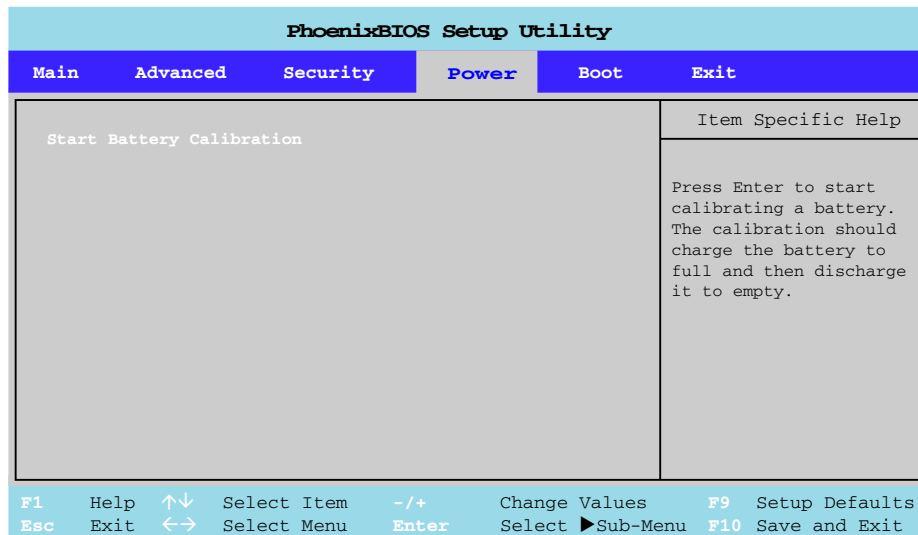 PhoenixBIOS Setup Utility
Main Advanced Security Power Boot Exit
Start Battery Calibration
Item Specific Help
Press Enter to start
calibrating a battery.
The calibration should
charge the battery to
full and then discharge
it to empty.
F1 Help ↑↓ Select Item -/+ Change Values F9 Setup Defaults
Esc Exit ←→ Select Menu Enter Select ▶Sub-Menu F10 Save and Exit